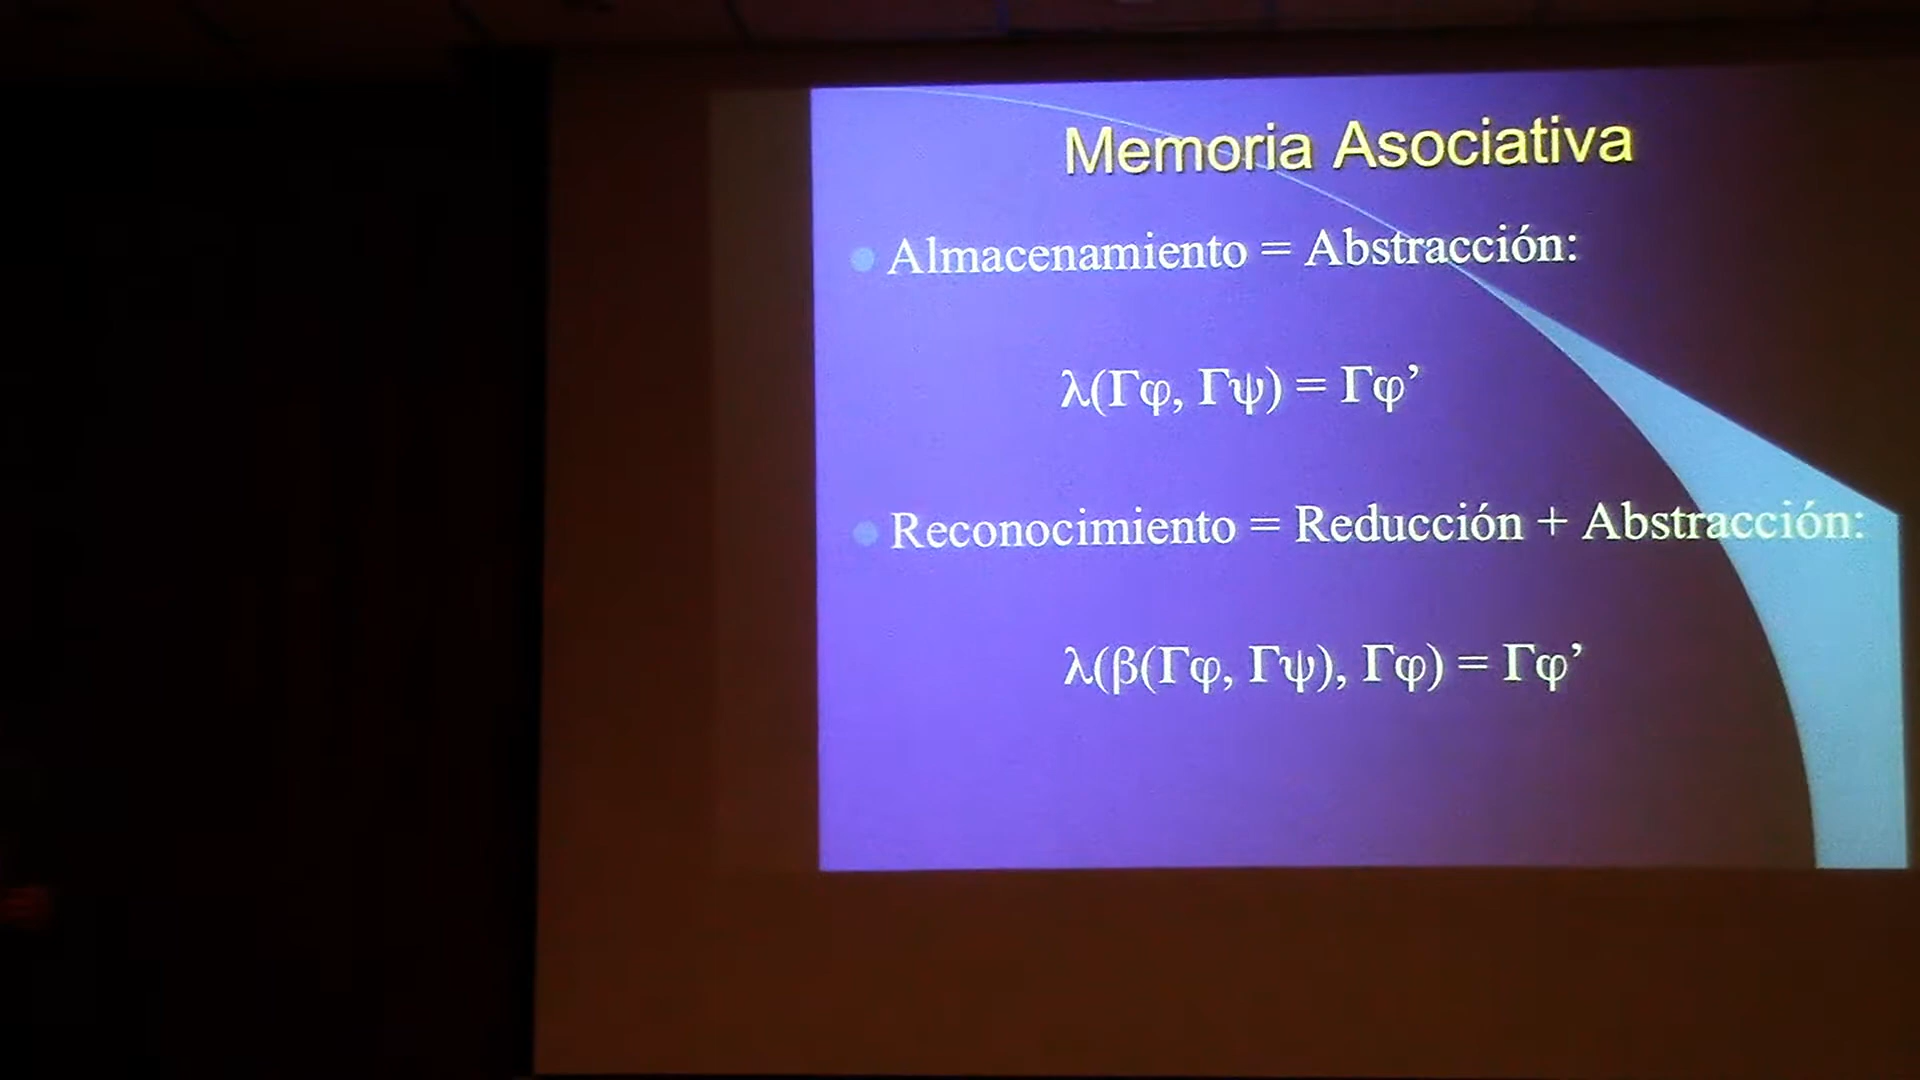 Memoria Asociativa
Almacenamiento = Abstracción:
λ(Γφ, Γψ) = Γφ’
Reconocimiento = Reducción + Abstracción:
λ(β(Γφ, Γψ), Γφ) = Γφ’